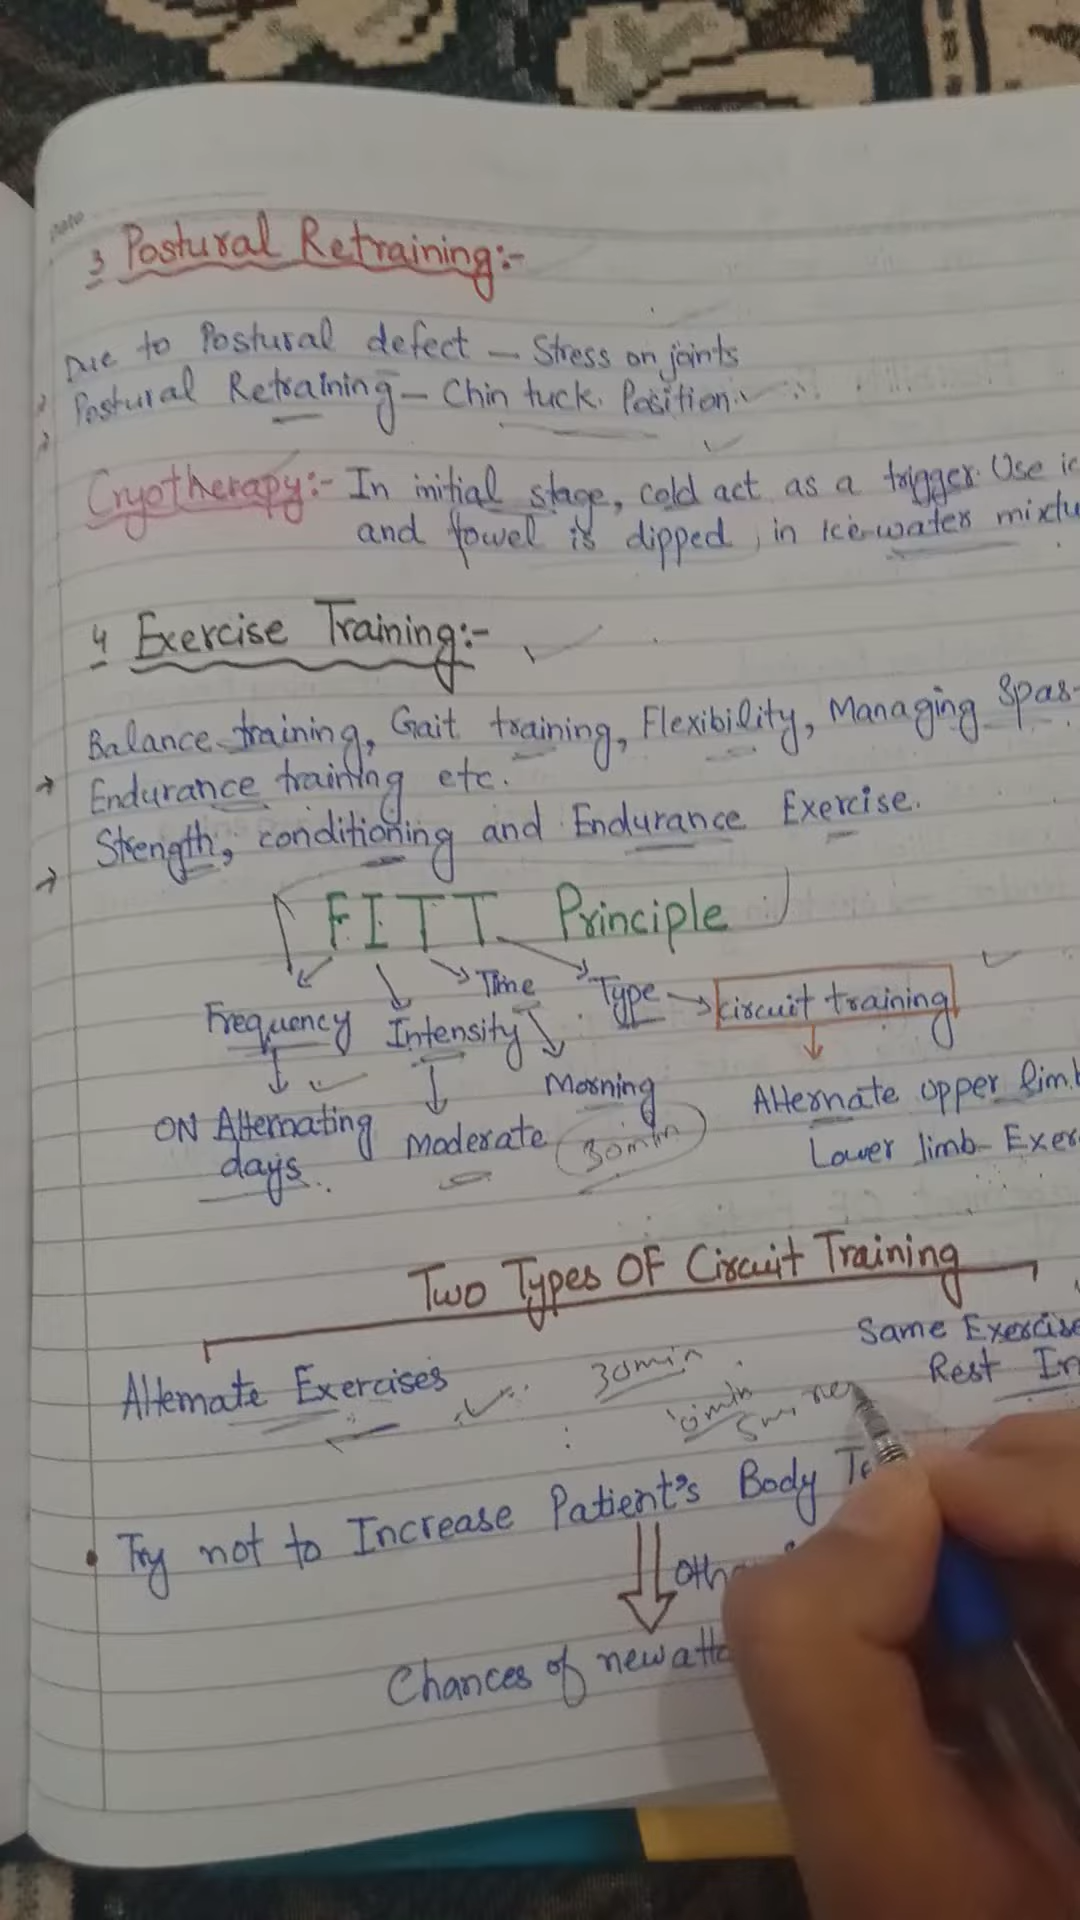 Date
3 Postural Retraining:-
Due to Postural defect – Stress on joints
Postural Retraining – Chin tuck Position.
Cryotherapy:- In initial stage, cold act as a trigger. Use
and towel is dipped in Ice-water
4 Exercise Training:-
Balance training, Gait training, Flexibility, Managing Spas-
→ Endurance training etc.
→ Strength, conditioning and Endurance Exercise.
FITT Principle
Frequency Intensity Time Type → circuit training
ON Alternating days. Moderate Morning 30min Alternate upper limb
Lower limb
Two Types OF Circuit Training
Alternate Exercises 30min Same Exercise
5 Rest
• Try not to Increase Patient's Body
Chances of new